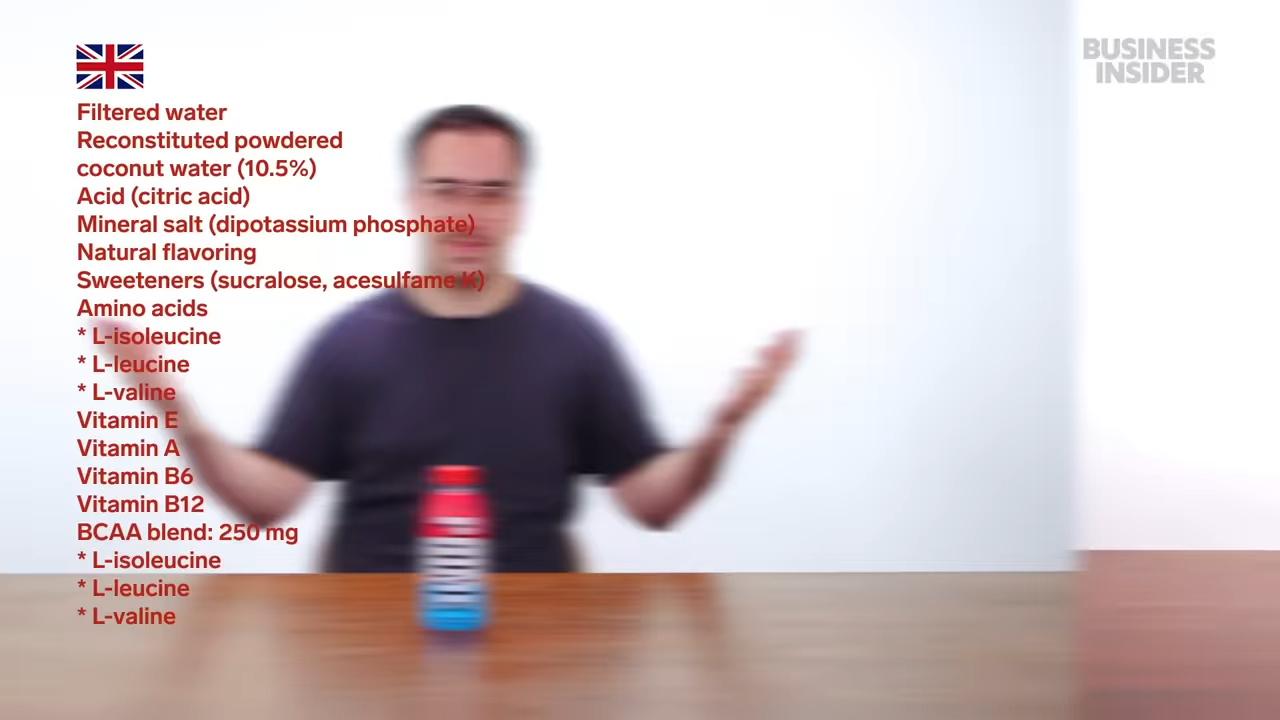 BUSINESS
INSIDER
Filtered water
Reconstituted powdered
coconut water (10.5%)
Acid (citric acid)
Mineral salt (dipotassium phosphate)
Natural flavoring
Sweeteners (sucralose, acesulfame K)
Amino acids
* L-isoleucine
* L-leucine
* L-valine
Vitamin E
Vitamin A
Vitamin B6
Vitamin B12
BCAA blend: 250 mg
* L-isoleucine
* L-leucine
* L-valine